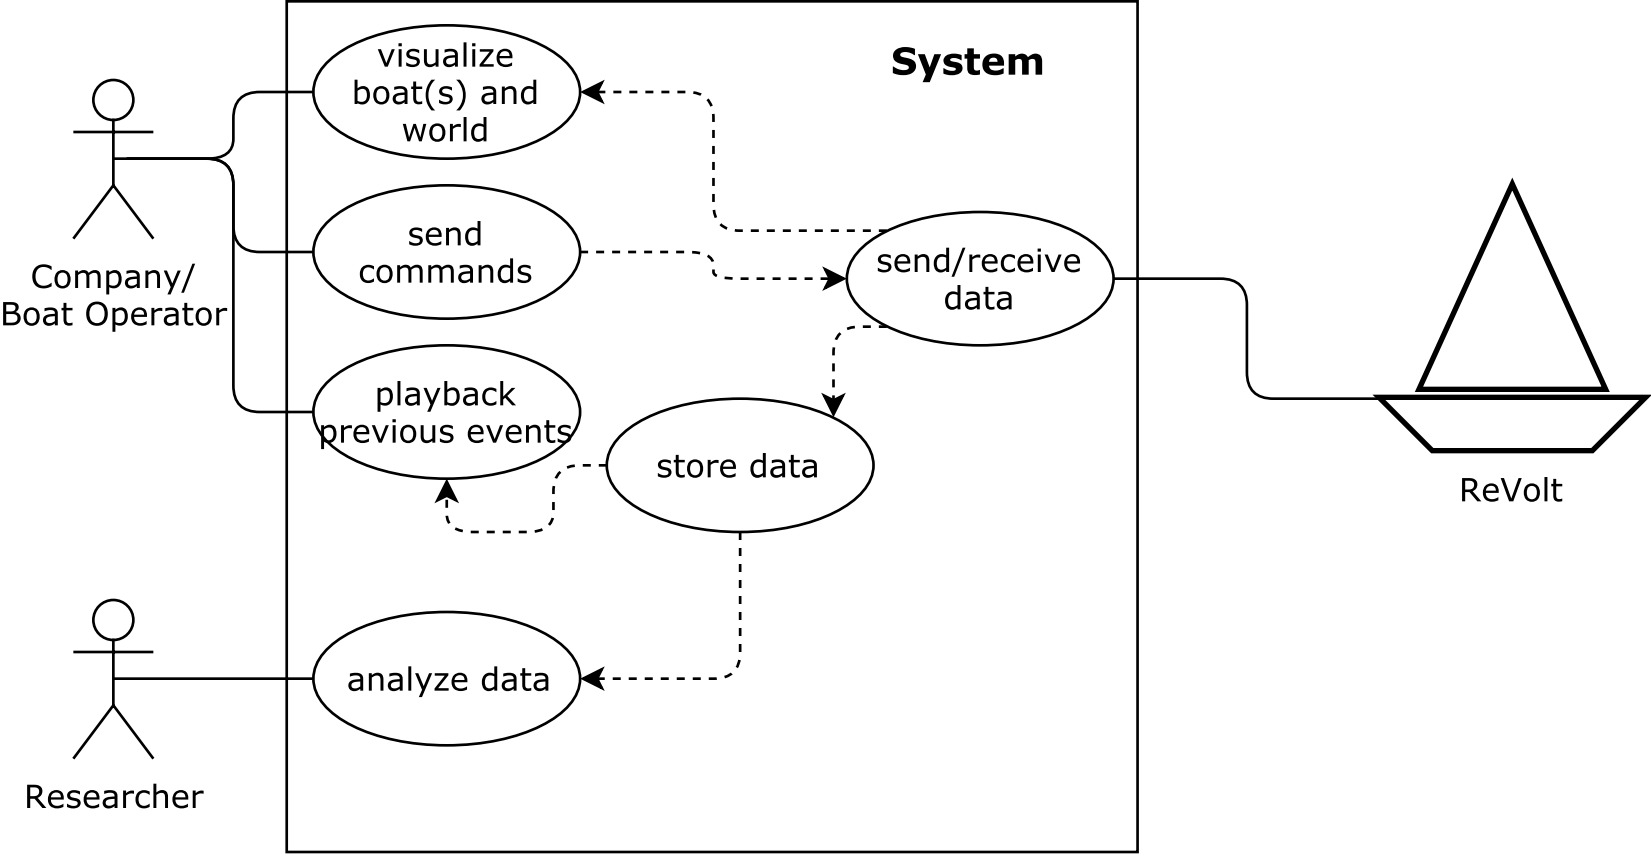 System
visualize
boat(s) and
world
send
commands
Company/
Boat Operator
send/receive
data
playback
previous events
store data
ReVolt
analyze data
Researcher